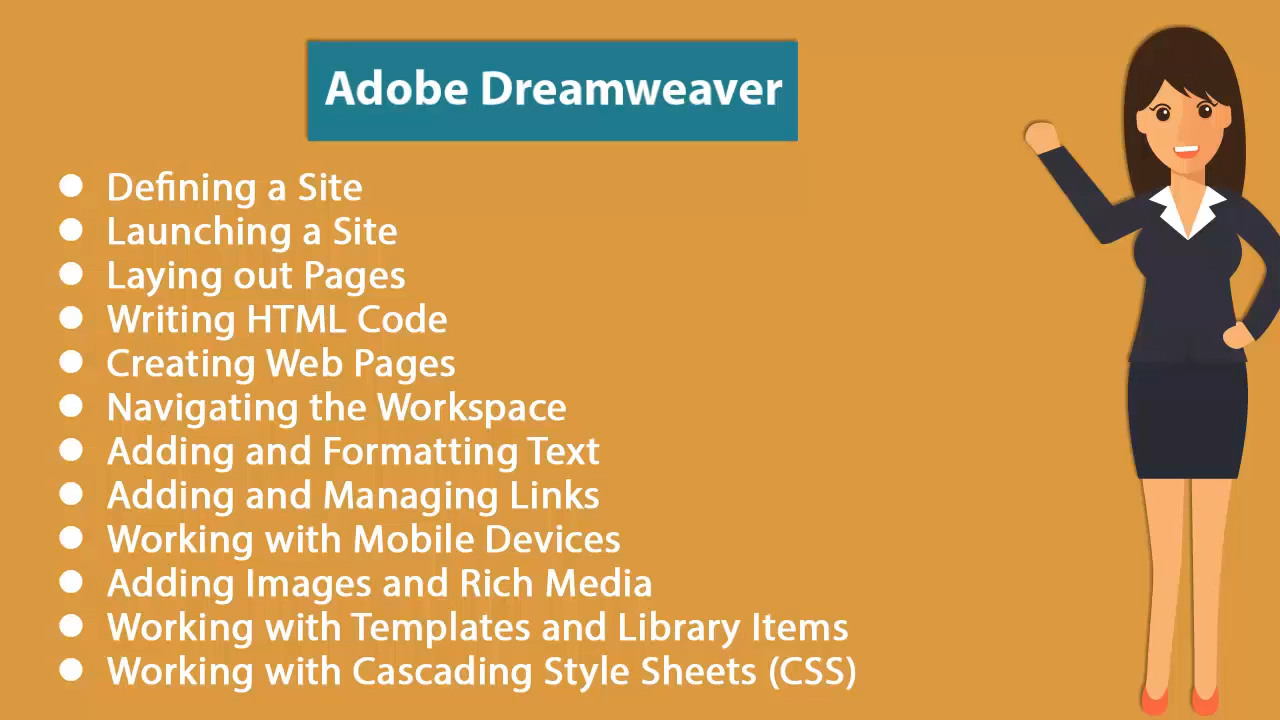 Adobe Dreamweaver
Defining a Site
Launching a Site
Laying out Pages
Writing HTML Code
Creating Web Pages
Navigating the Workspace
Adding and Formatting Text
Adding and Managing Links
Working with Mobile Devices
Adding Images and Rich Media
Working with Templates and Library Items
Working with Cascading Style Sheets (CSS)